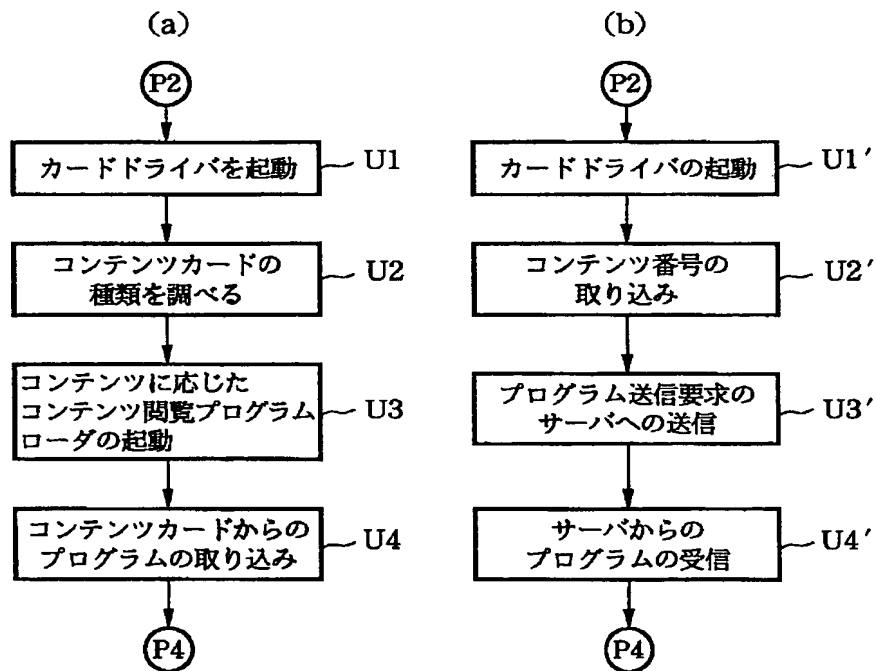 (a)
P2
カードドライバを起動
U1
コンテンツカードの
種類を調べる
U2
コンテンツに応じた
コンテンツ閲覧プログラム
ローダの起動
U3
コンテンツカードからの
プログラムの取り込み
U4
P4
(b)
P2
カードドライバの起動
U1′
コンテンツ番号の
取り込み
U2′
プログラム送信要求の
サーバへの送信
U3′
サーバからの
プログラムの受信
U4′
P4